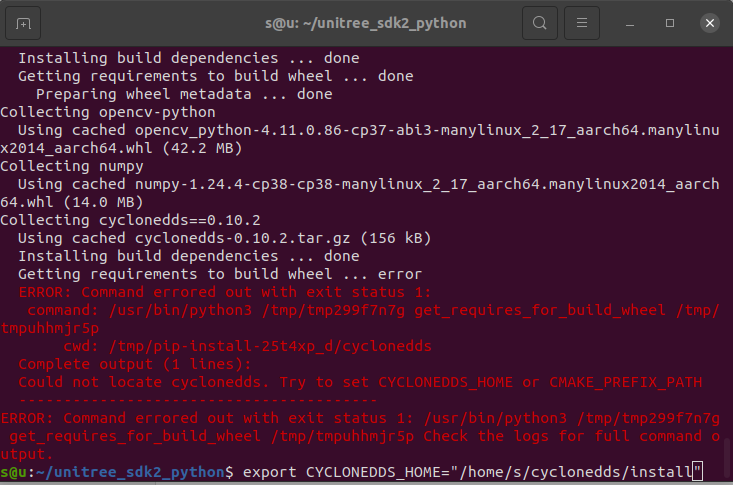 s@u: ~/unitree_sdk2_python
Installing build dependencies ... done
Getting requirements to build wheel ... done
Preparing wheel metadata ... done
Collecting opencv-python
Using cached opencv_python-4.11.0.86-cp37-abi3-manylinux_2_17_aarch64.manylinu
x2014_aarch64.whl (42.2 MB)
Collecting numpy
Using cached numpy-1.24.4-cp38-cp38-manylinux_2_17_aarch64.manylinux2014_aarch
64.whl (14.0 MB)
Collecting cyclonedds==0.10.2
Using cached cyclonedds-0.10.2.tar.gz (156 kB)
Installing build dependencies ... done
Getting requirements to build wheel ... error
ERROR: Command errored out with exit status 1:
command: /usr/bin/python3 /tmp/tmp299f7n7g get_requires_for_build_wheel /tmp/
tmpuhhmjr5p
cwd: /tmp/pip-install-25t4xp_d/cyclonedds
Complete output (1 lines):
Could not locate cyclonedds. Try to set CYCLONEDDS_HOME or CMAKE_PREFIX_PATH
----------------------------------------
ERROR: Command errored out with exit status 1: /usr/bin/python3 /tmp/tmp299f7n7g
get_requires_for_build_wheel /tmp/tmpuhhmjr5p Check the logs for full command o
utput.
s@u:~/unitree_sdk2_python$ export CYCLONEDDS_HOME="/home/s/cyclonedds/install"